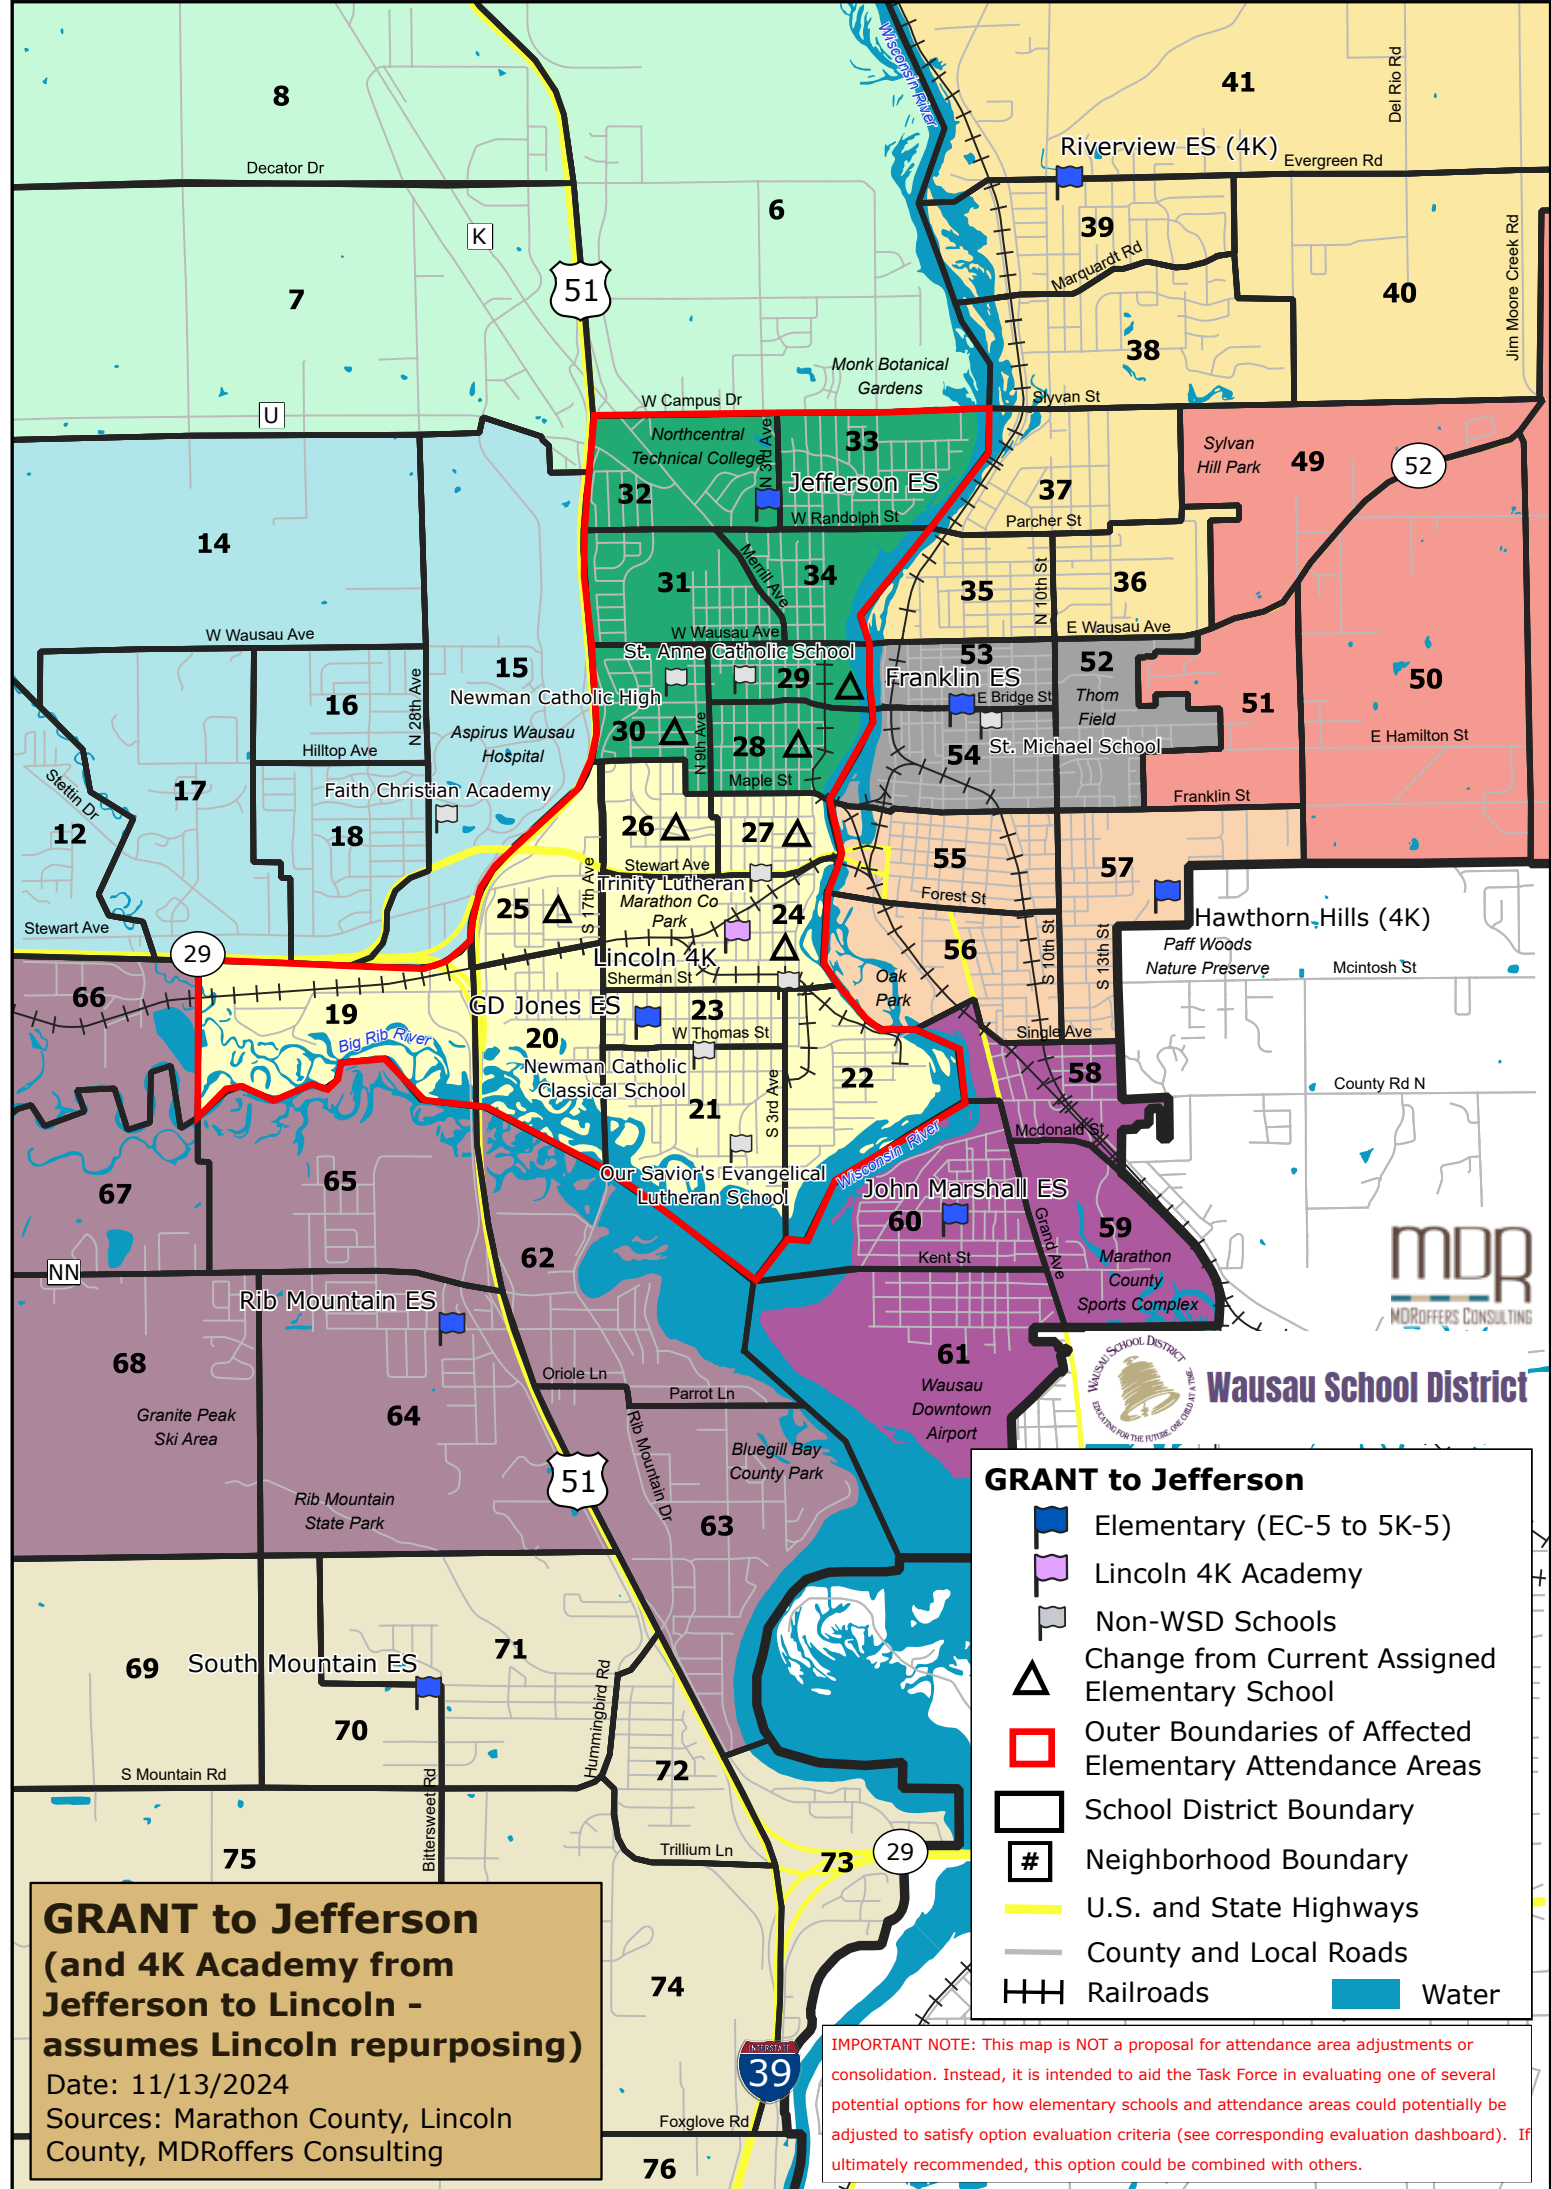 Wisconsin River
41
Del Rio Rd
8
Riverview ES (4K)
Evergreen Rd
Decator Dr
6
39
K
Marquardt Rd
Jim Moore Creek Rd
51
7
40
38
Monk Botanical
Gardens
W Campus Dr
Slyvan St
U
Northcentral
Technical College
N 3rd Ave
33
Sylvan
Hill Park
49
52
32
Jefferson ES
37
W Randolph St
Parcher St
14
31
Merrill Ave
34
35
N 10th St
36
W Wausau Ave
W Wausau Ave
E Wausau Ave
St. Anne Catholic School
53
52
15
29
Franklin ES
Newman Catholic High
E Bridge St
Thom
Field
51
50
16
N 28th Ave
Aspirus Wausau
Hospital
30
N 9th Ave
28
54
St. Michael School
E Hamilton St
Hilltop Ave
Stettin Dr
17
Faith Christian Academy
Maple St
Franklin St
12
18
26
27
Stewart Ave
55
57
Trinity Lutheran
Marathon Co
Park
25
S 17th Ave
24
Forest St
Hawthorn Hills (4K)
Stewart Ave
29
Lincoln 4K
56
S 10th St
S 13th St
Paff Woods
Nature Preserve
Mcintosh St
Sherman St
Oak
Park
66
19
GD Jones ES
23
Big Rib River
20
W Thomas St
Single Ave
Newman Catholic
Classical School
22
58
County Rd N
21
S 3rd Ave
Mcdonald St
Wisconsin River
65
67
Our Savior's Evangelical
Lutheran School
John Marshall ES
60
Grand Ave
59
Marathon
County
Sports Complex
MDR
MDROFFERS CONSULTING
62
Kent St
NN
Rib Mountain ES
68
61
Wausau
Downtown
Airport
WAUSAU SCHOOL DISTRICT
EDUCATING FOR THE FUTURE, ONE CHILD AT A TIME.
Wausau School District
Oriole Ln
Parrot Ln
Granite Peak
Ski Area
64
Rib Mountain Dr
Bluegill Bay
County Park
51
Rib Mountain
State Park
63
GRANT to Jefferson
Elementary (EC-5 to 5K-5)
Lincoln 4K Academy
Non-WSD Schools
Change from Current Assigned
Elementary School
Outer Boundaries of Affected
Elementary Attendance Areas
School District Boundary
# Neighborhood Boundary
U.S. and State Highways
County and Local Roads
Railroads
Water
71
69
South Mountain ES
70
Hummingbird Rd
S Mountain Rd
72
Bittersweet Rd
75
Trillium Ln
73
29
74
INTERSTATE
39
Foxglove Rd
76
GRANT to Jefferson
(and 4K Academy from
Jefferson to Lincoln -
assumes Lincoln repurposing)
Date: 11/13/2024
Sources: Marathon County, Lincoln
County, MDRoffers Consulting
IMPORTANT NOTE: This map is NOT a proposal for attendance area adjustments or
consolidation. Instead, it is intended to aid the Task Force in evaluating one of several
potential options for how elementary schools and attendance areas could potentially be
adjusted to satisfy option evaluation criteria (see corresponding evaluation dashboard). If
ultimately recommended, this option could be combined with others.